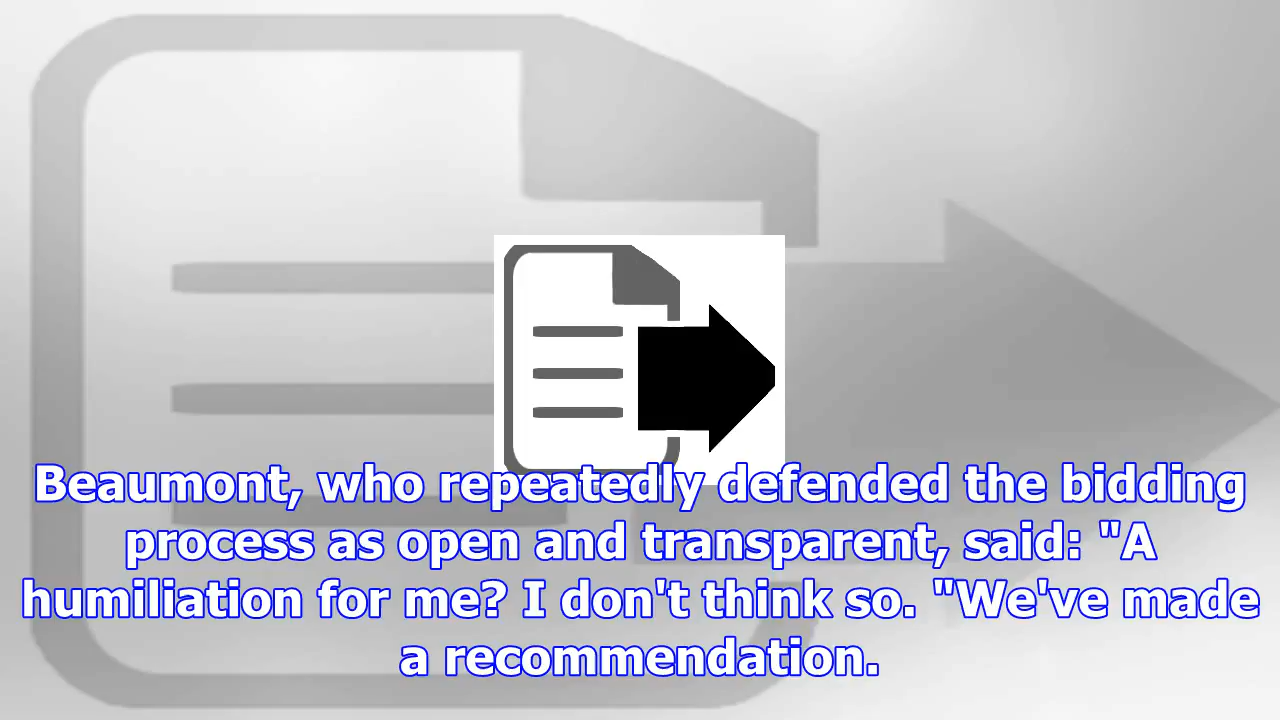 Beaumont, who repeatedly defended the bidding
process as open and transparent, said: "A
humiliation for me? I don't think so. "We've made
a recommendation.